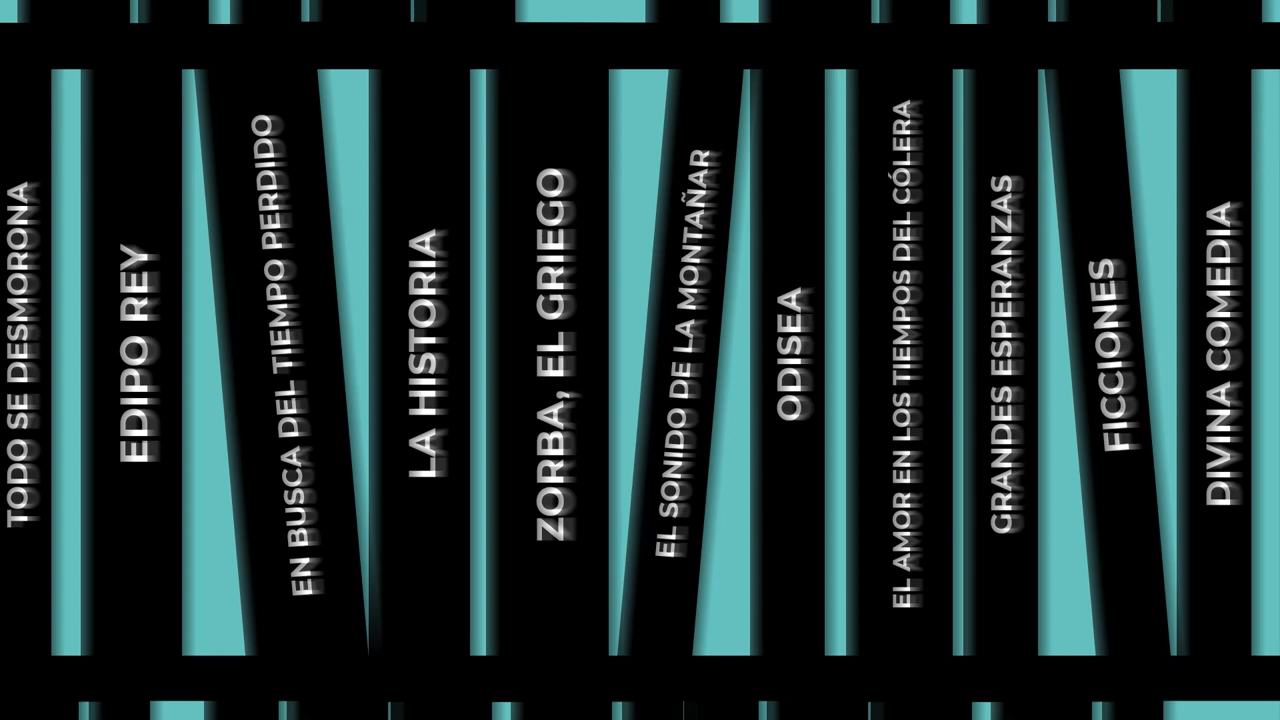 TODO SE DESMORONA
EDIPO REY
EN BUSCA DEL TIEMPO PERDIDO
LA HISTORIA
ZORBA, EL GRIEGO
EL SONIDO DE LA MONTAÑAR
ODISEA
EL AMOR EN LOS TIEMPOS DEL CÓLERA
GRANDES ESPERANZAS
FICCIONES
DIVINA COMEDIA